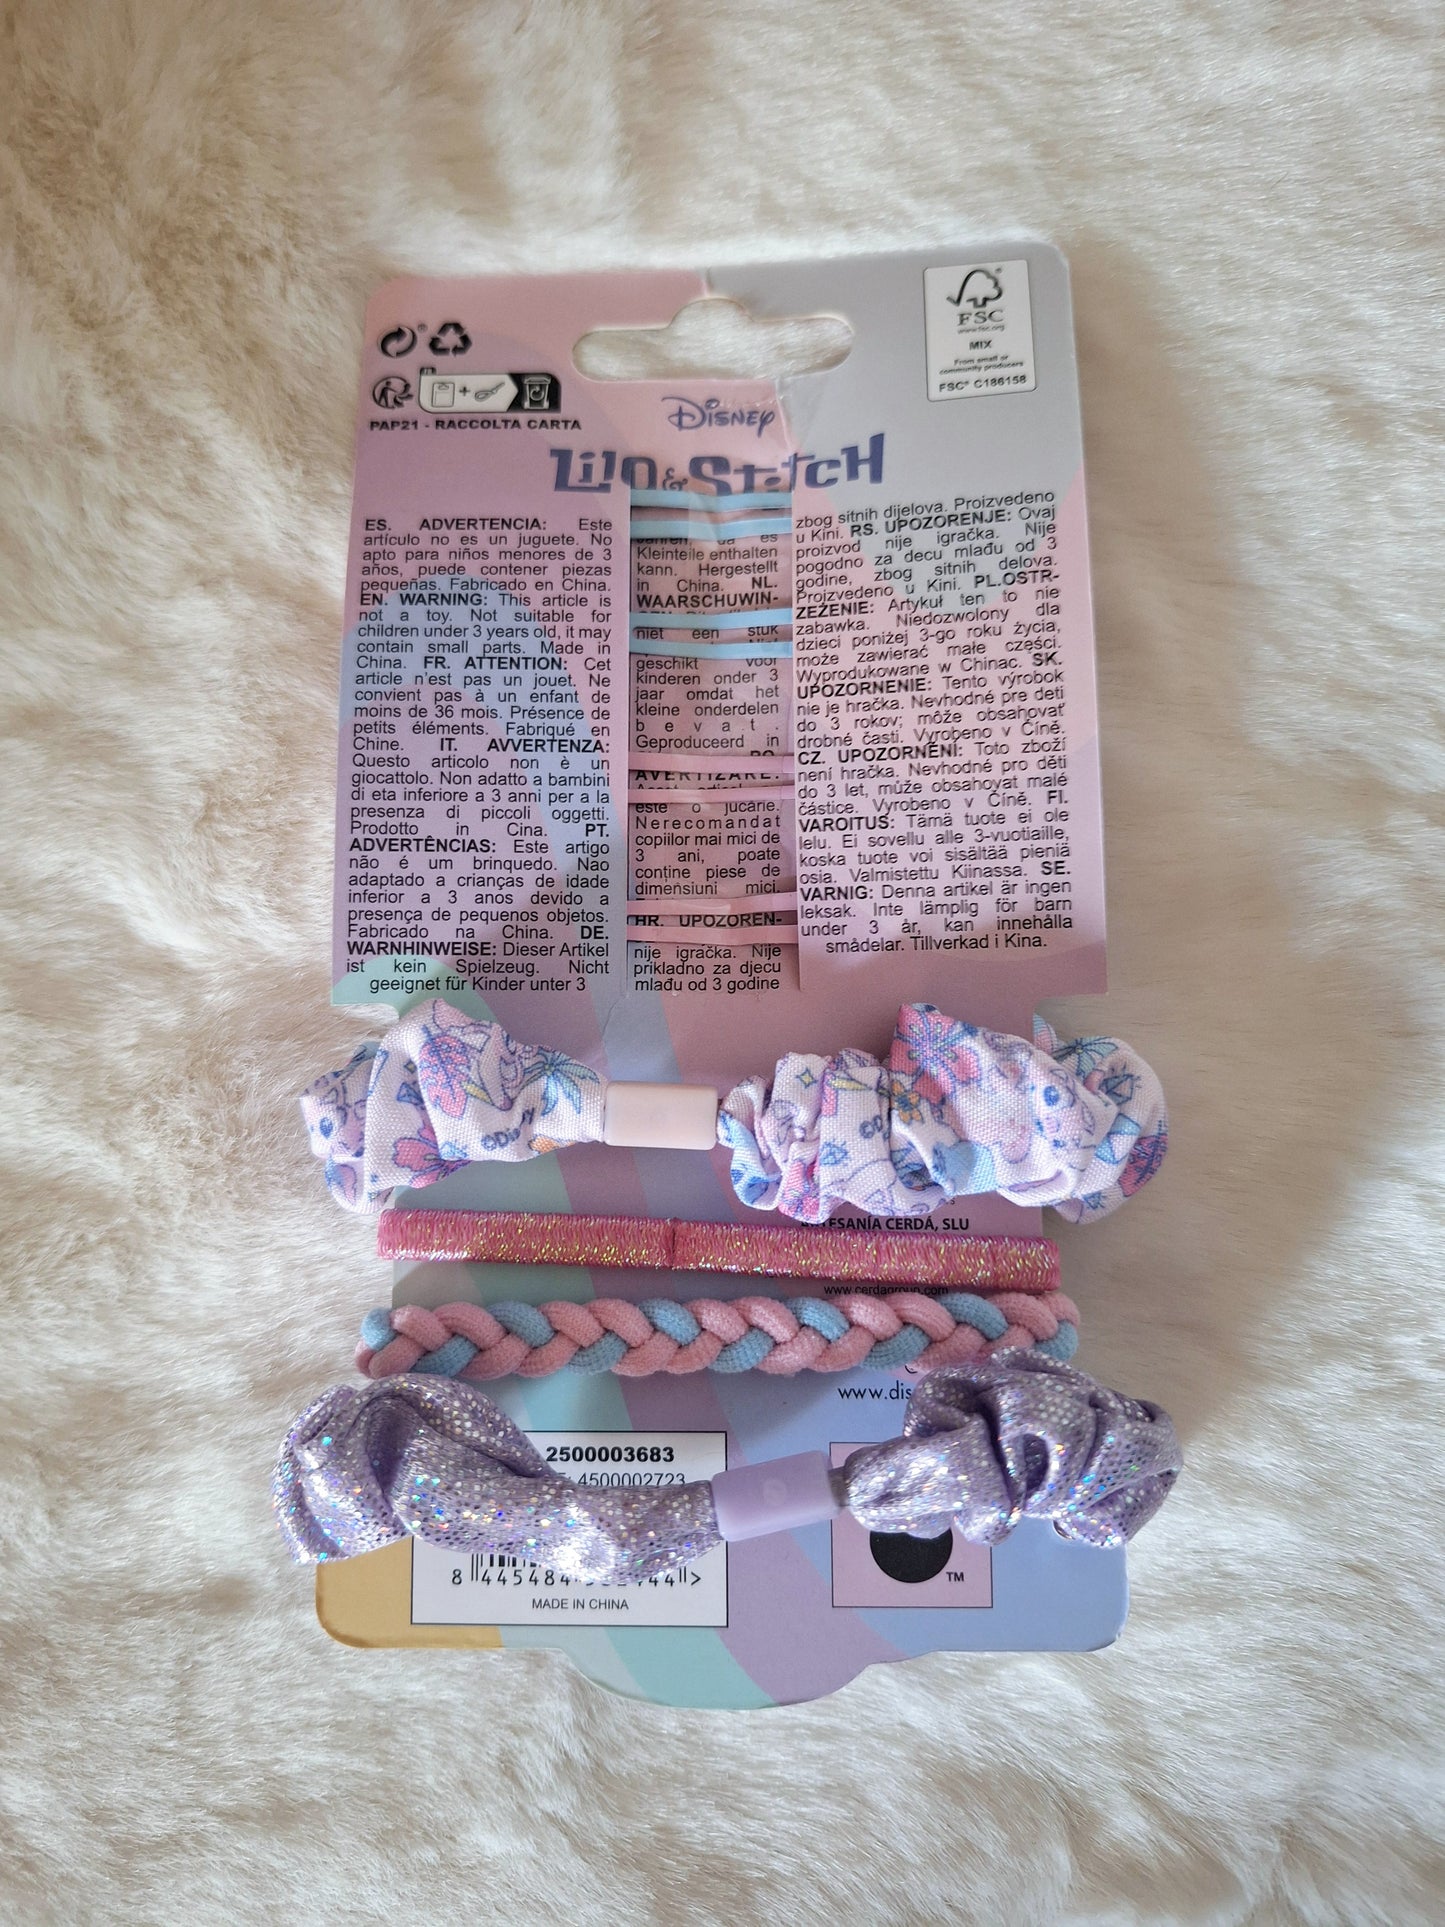 FSC
www.fsc.org
MIX
From small or
community producers
FSC® C186158
PAP21 - RACCOLTA CARTA
Disney
Lilo & Stitch
ES. ADVERTENCIA: Este
artículo no es un juguete. No
apto para niños menores de 3
años, puede contener piezas
pequeñas. Fabricado en China.
EN. WARNING: This article is
not a toy. Not suitable for
children under 3 years old, it may
contain small parts. Made in
China. FR. ATTENTION: Cet
article n'est pas un jouet. Ne
convient pas à un enfant de
moins de 36 mois. Présence de
petits éléments. Fabriqué en
Chine. IT. AVVERTENZA:
Questo articolo non è un
giocattolo. Non adatto a bambini
di eta inferiore a 3 anni per a la
presenza di piccoli oggetti.
Prodotto in Cina. PT.
ADVERTÊNCIAS: Este artigo
não é um brinquedo. Nao
adaptado a crianças de idade
inferior a 3 anos devido a
presença de pequenos objetos.
Fabricado na China. DE.
WARNHINWEISE: Dieser Artikel
ist kein Spielzeug. Nicht
geeignet für Kinder unter 3
Jahren da es
Kleinteile enthalten
kann. Hergestellt
in China. NL.
WAARSCHUWIN-
niet een stuk
geschikt voor
kinderen onder 3
jaar omdat het
kleine onderdelen
bevat.
Geproduceerd in
AVERTIZARE:
este o jucărie.
Nerecomandat
copiilor mai mici de
3 ani, poate
conține piese de
dimensiuni mici.
HR. UPOZOREN-
nije igračka. Nije
prikladno za djecu
mlađu od 3 godine
zbog sitnih dijelova. Proizvedeno
u Kini. RS. UPOZORENJE: Ovaj
proizvod nije igračka. Nije
pogodno za decu mlađu od 3
godine, zbog sitnih delova.
Proizvedeno u Kini. PL.OSTR-
ZEŻENIE: Artykuł ten to nie
zabawka. Niedozwolony dla
dzieci poniżej 3-go roku życia,
może zawierać małe części.
Wyprodukowane w Chinac. SK.
UPOZORNENIE: Tento výrobok
nie je hračka. Nevhodné pre deti
do 3 rokov; môže obsahovať
drobné časti. Vyrobeno v Číně.
CZ. UPOZORNĚNÍ: Toto zboží
není hračka. Nevhodné pro děti
do 3 let, může obsahovat malé
částice. Vyrobeno v Číně. FI.
VAROITUS: Tämä tuote ei ole
lelu. Ei sovellu alle 3-vuotiaille,
koska tuote voi sisältää pieniä
osia. Valmistettu Kiinassa. SE.
VARNIG: Denna artikel är ingen
leksak. Inte lämplig för barn
under 3 år, kan innehålla
smådelar. Tillverkad i Kina.
©Disney
CERDÁ, SLU
www.cerdagroup.com
www.dis
2500003683
4500002723
8 445484
MADE IN CHINA
TM